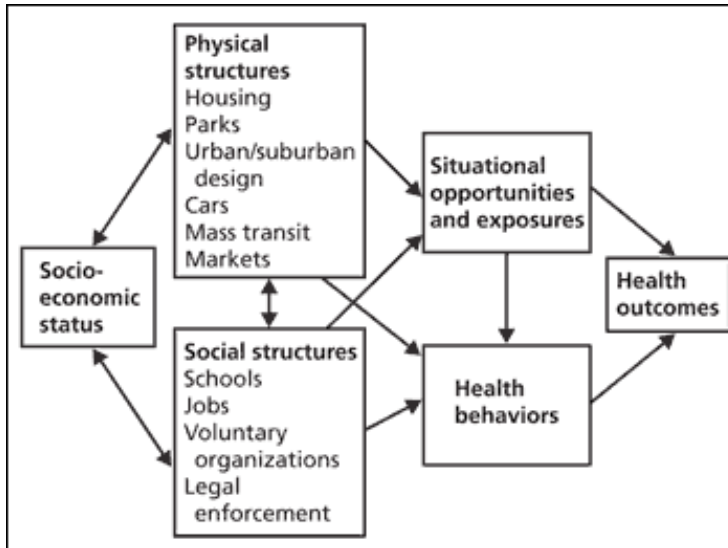 Physical
structures
Housing
Parks
Urban/suburban
design
Cars
Mass transit
Markets
Socio-
economic
status
Social structures
Schools
Jobs
Voluntary
organizations
Legal
enforcement
Situational
opportunities
and exposures
Health
behaviors
Health
outcomes